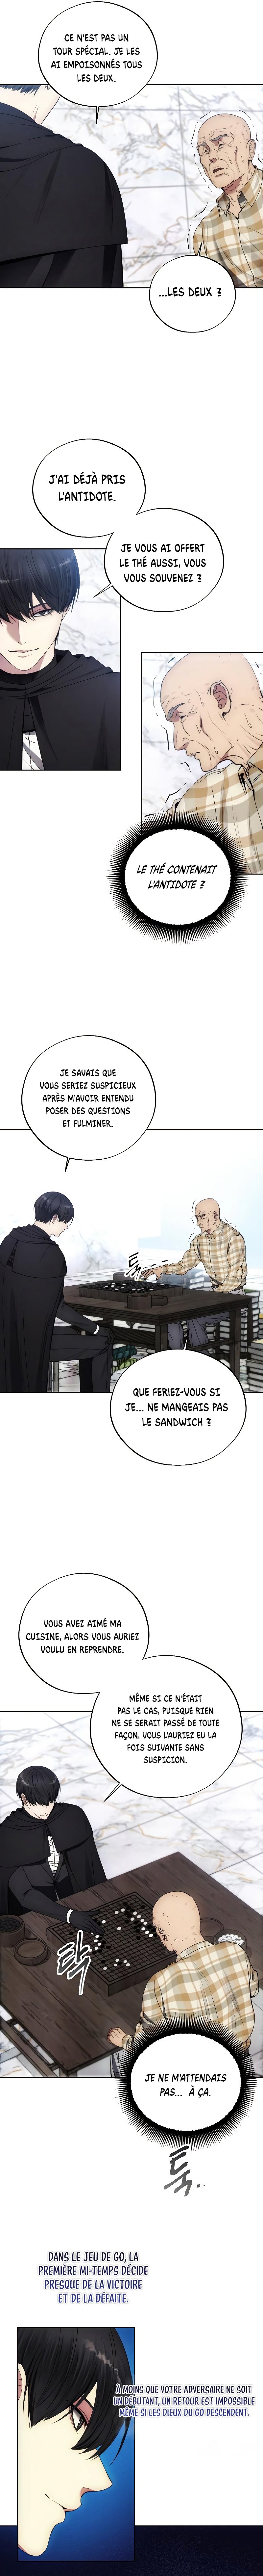 CE N'EST PAS UN
TOUR SPÉCIAL. JE LES
AI EMPOISONNÉS TOUS
LES DEUX.
...LES DEUX ?
J'AI DÉJÀ PRIS
L'ANTIDOTE.
JE VOUS AI OFFERT
LE THÉ AUSSI, VOUS
VOUS SOUVENEZ ?
LE THÉ CONTENAIT
L'ANTIDOTE ?
JE SAVAIS QUE
VOUS SERIEZ SUSPICIEUX
APRÈS M'AVOIR ENTENDU
POSER DES QUESTIONS
ET FULMINER.
QUE FERIEZ-VOUS SI
JE... NE MANGEAIS PAS
LE SANDWICH ?
VOUS AVEZ AIMÉ MA
CUISINE, ALORS VOUS AURIEZ
VOULU EN REPRENDRE.
MÊME SI CE N'ÉTAIT
PAS LE CAS, PUISQUE RIEN
NE SE SERAIT PASSÉ DE TOUTE
FAÇON, VOUS L'AURIEZ EU LA
FOIS SUIVANTE SANS
SUSPICION.
탁
JE NE M'ATTENDAIS
PAS... À ÇA.
툭..
DANS LE JEU DE GO, LA
PREMIÈRE MI-TEMPS DÉCIDE
PRESQUE DE LA VICTOIRE
ET DE LA DÉFAITE.
À MOINS QUE VOTRE ADVERSAIRE NE SOIT
UN DÉBUTANT, UN RETOUR EST IMPOSSIBLE
MÊME SI LES DIEUX DU GO DESCENDENT.